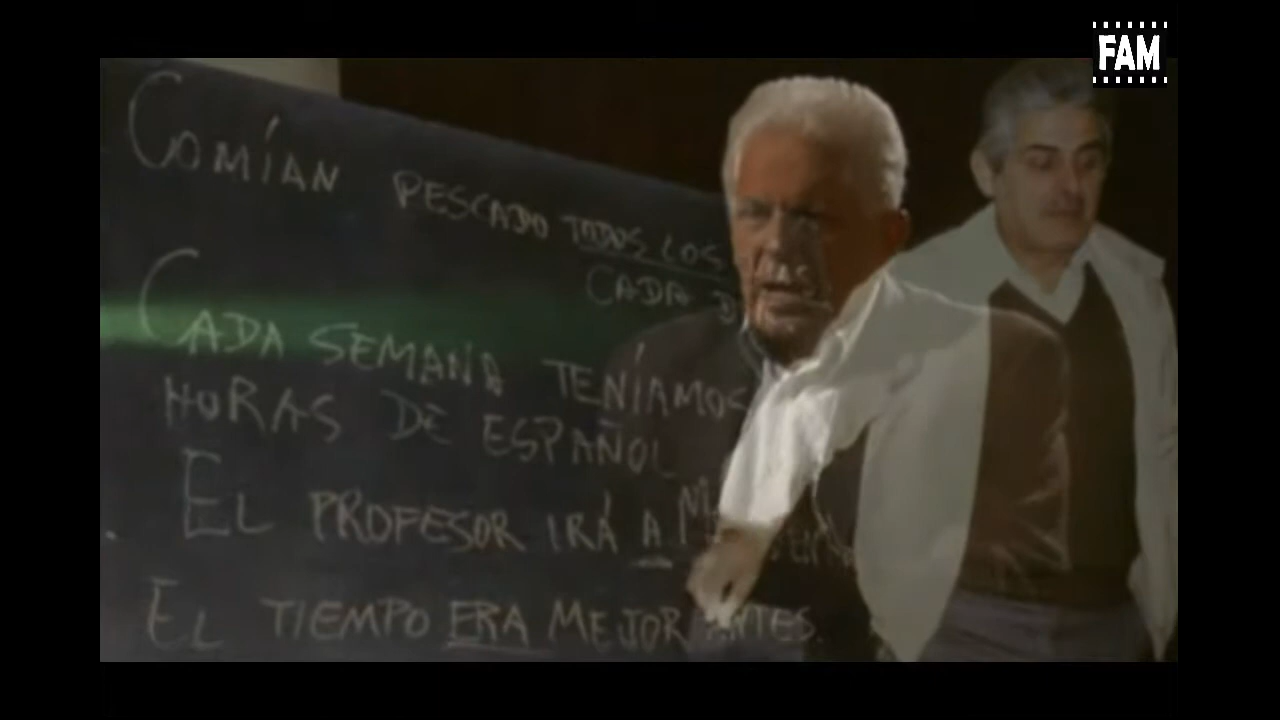 FAM
COMÍAN PESCADO TODOS LOS
CADA D
CADA SEMANA TENÍAMOS
HORAS DE ESPAÑOL
EL PROFESOR IRÁ A
EL TIEMPO ERA MEJOR ANTES.